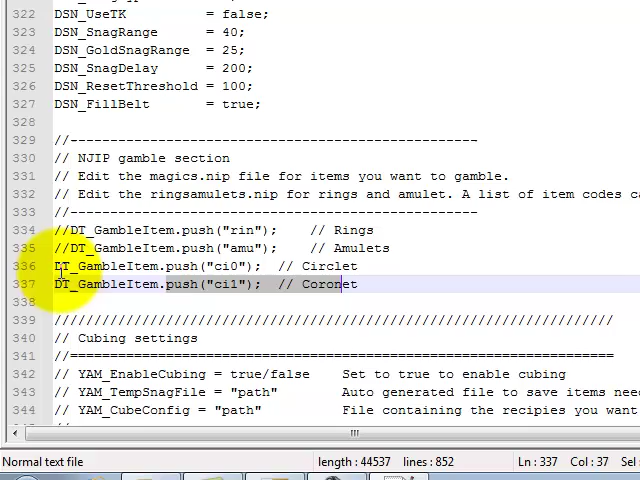 322 DSN_UseTK = false;
323 DSN_SnagRange = 40;
324 DSN_GoldSnagRange = 25;
325 DSN_SnagDelay = 200;
326 DSN_ResetThreshold = 100;
327 DSN_FillBelt = true;
328
329 //--------------------------------------------------
330 // NJIP gamble section
331 // Edit the magics.nip file for items you want to gamble.
332 // Edit the ringsamulets.nip for rings and amulet. A list of item codes ca
333 //--------------------------------------------------
334 //DT_GambleItem.push("rin"); // Rings
335 //DT_GambleItem.push("amu"); // Amulets
336 DT_GambleItem.push("ci0"); // Circlet
337 DT_GambleItem.push("ci1"); // Coronet
338
339 ////////////////////////////////////////////////////////////////////
340 // Cubing settings
341 //==================================================================
342 // YAM_EnableCubing = true/false Set to true to enable cubing
343 // YAM_TempSnagFile = "path" Auto generated file to save items nee
344 // YAM_CubeConfig = "path" File containing the recipies you want
Normal text file length : 44537 lines : 852 Ln : 337 Col : 37 Sel :